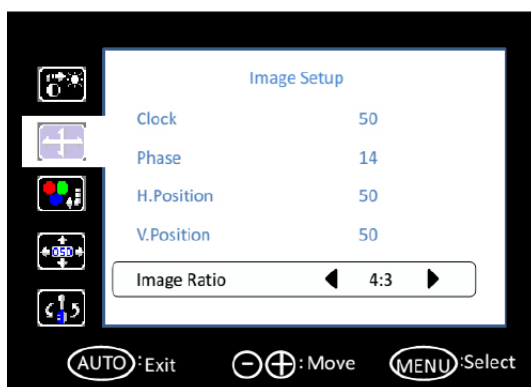 Image Setup
Clock 50
Phase 14
H.Position 50
V.Position 50
Image Ratio 4:3
OSD
AUTO:Exit −+:Move MENU:Select